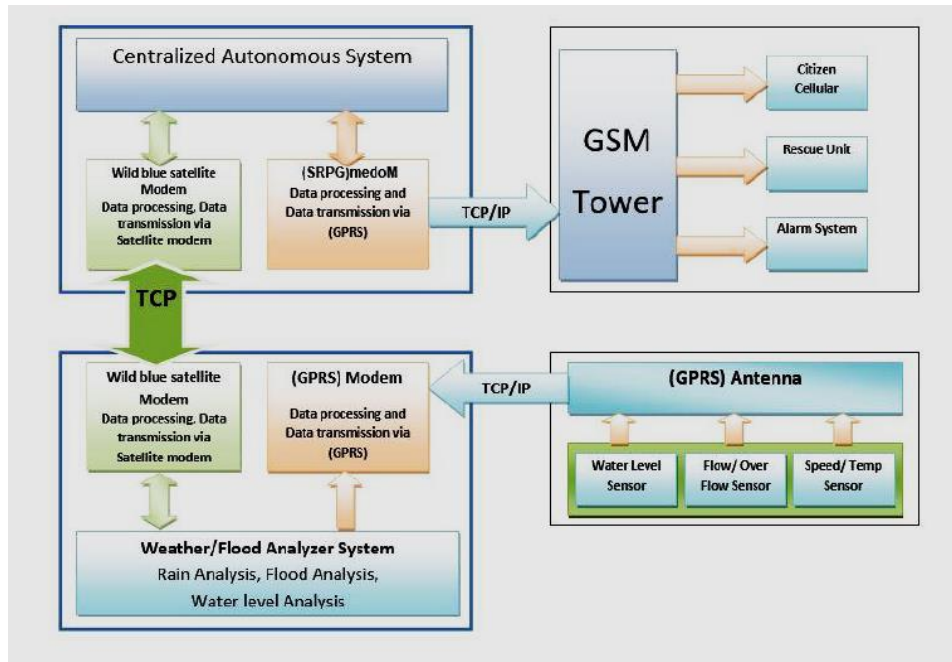 Centralized Autonomous System
Wild blue satellite
Modem
Data processing, Data
transmission via
Satellite modem
(SRPG)medoM
Data processing and
Data transmission via
(GPRS)
TCP/IP
GSM
Tower
Citizen
Cellular
Rescue Unit
Alarm System
TCP
Wild blue satellite
Modem
Data processing, Data
transmission via
Satellite modem
(GPRS) Modem
Data processing and
Data transmission via
(GPRS)
TCP/IP
(GPRS) Antenna
Water Level
Sensor
Flow/ Over
Flow Sensor
Speed/ Temp
Sensor
Weather/Flood Analyzer System
Rain Analysis, Flood Analysis,
Water level Analysis